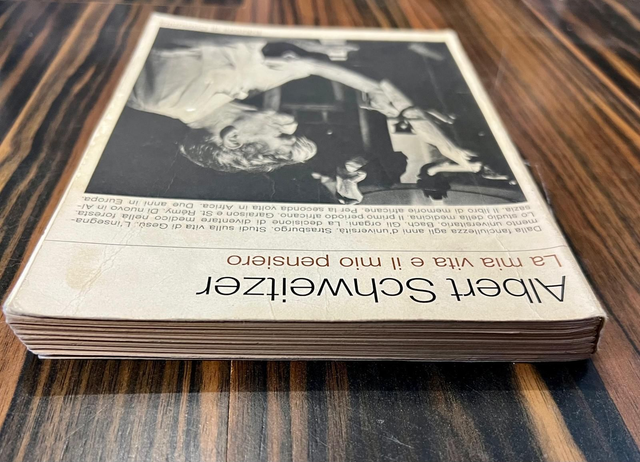 Albert Schweitzer
La mia vita e il mio pensiero
Dalla fanciullezza agli anni d'università. Strasburgo. Studi sulla vita di Gesù. L'insegna-
mento universitario. Bach. Gli organi. La decisione di diventare medico nella foresta.
Lo studio della medicina. Il primo periodo africano. Garaison e St. Rémy. Di nuovo in Al-
sazia. Il libro di memorie africane. Per la seconda volta in Africa. Due anni in Europa.